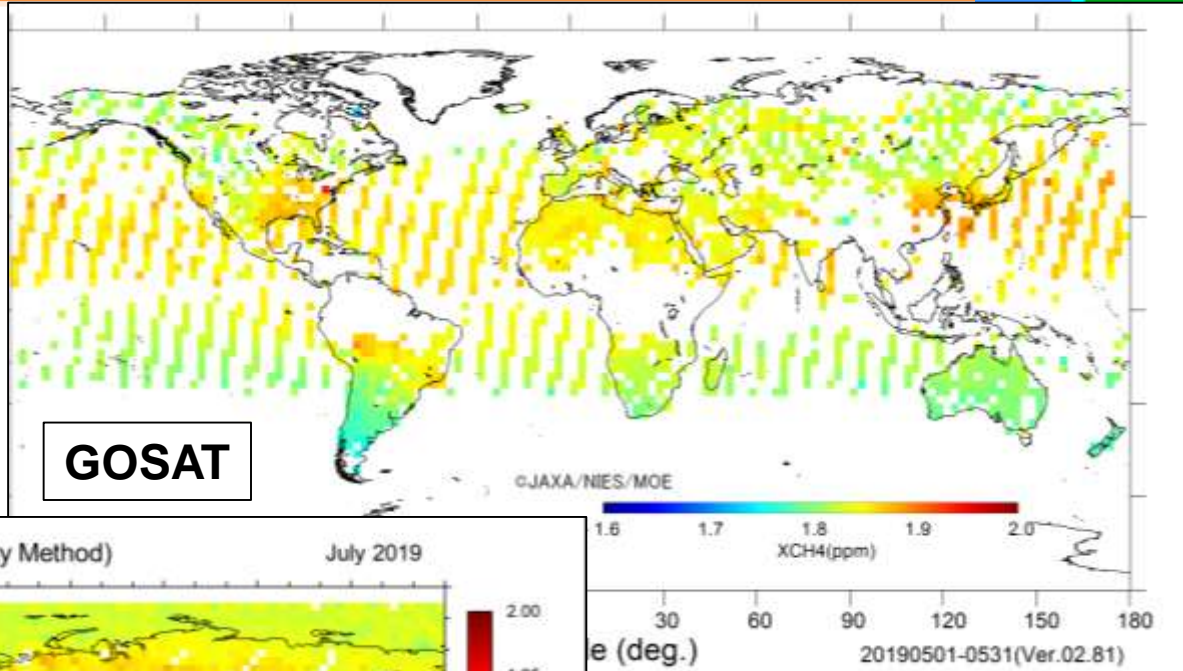 GOSAT
©JAXA/NIES/MOE
1.6 1.7 1.8 1.9 2.0
XCH4(ppm)
y Method) July 2019
2.00
30 60 90 120 150 180
e (deg.) 20190501-0531(Ver.02.81)